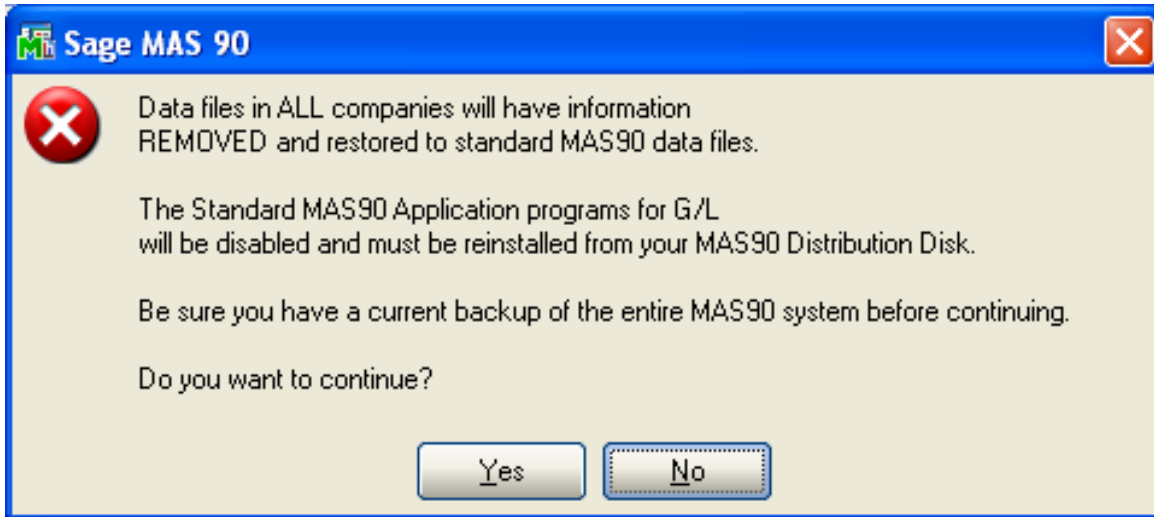 Sage MAS 90
Data files in ALL companies will have information
REMOVED and restored to standard MAS90 data files.
The Standard MAS90 Application programs for G/L
will be disabled and must be reinstalled from your MAS90 Distribution Disk.
Be sure you have a current backup of the entire MAS90 system before continuing.
Do you want to continue?
Yes
No